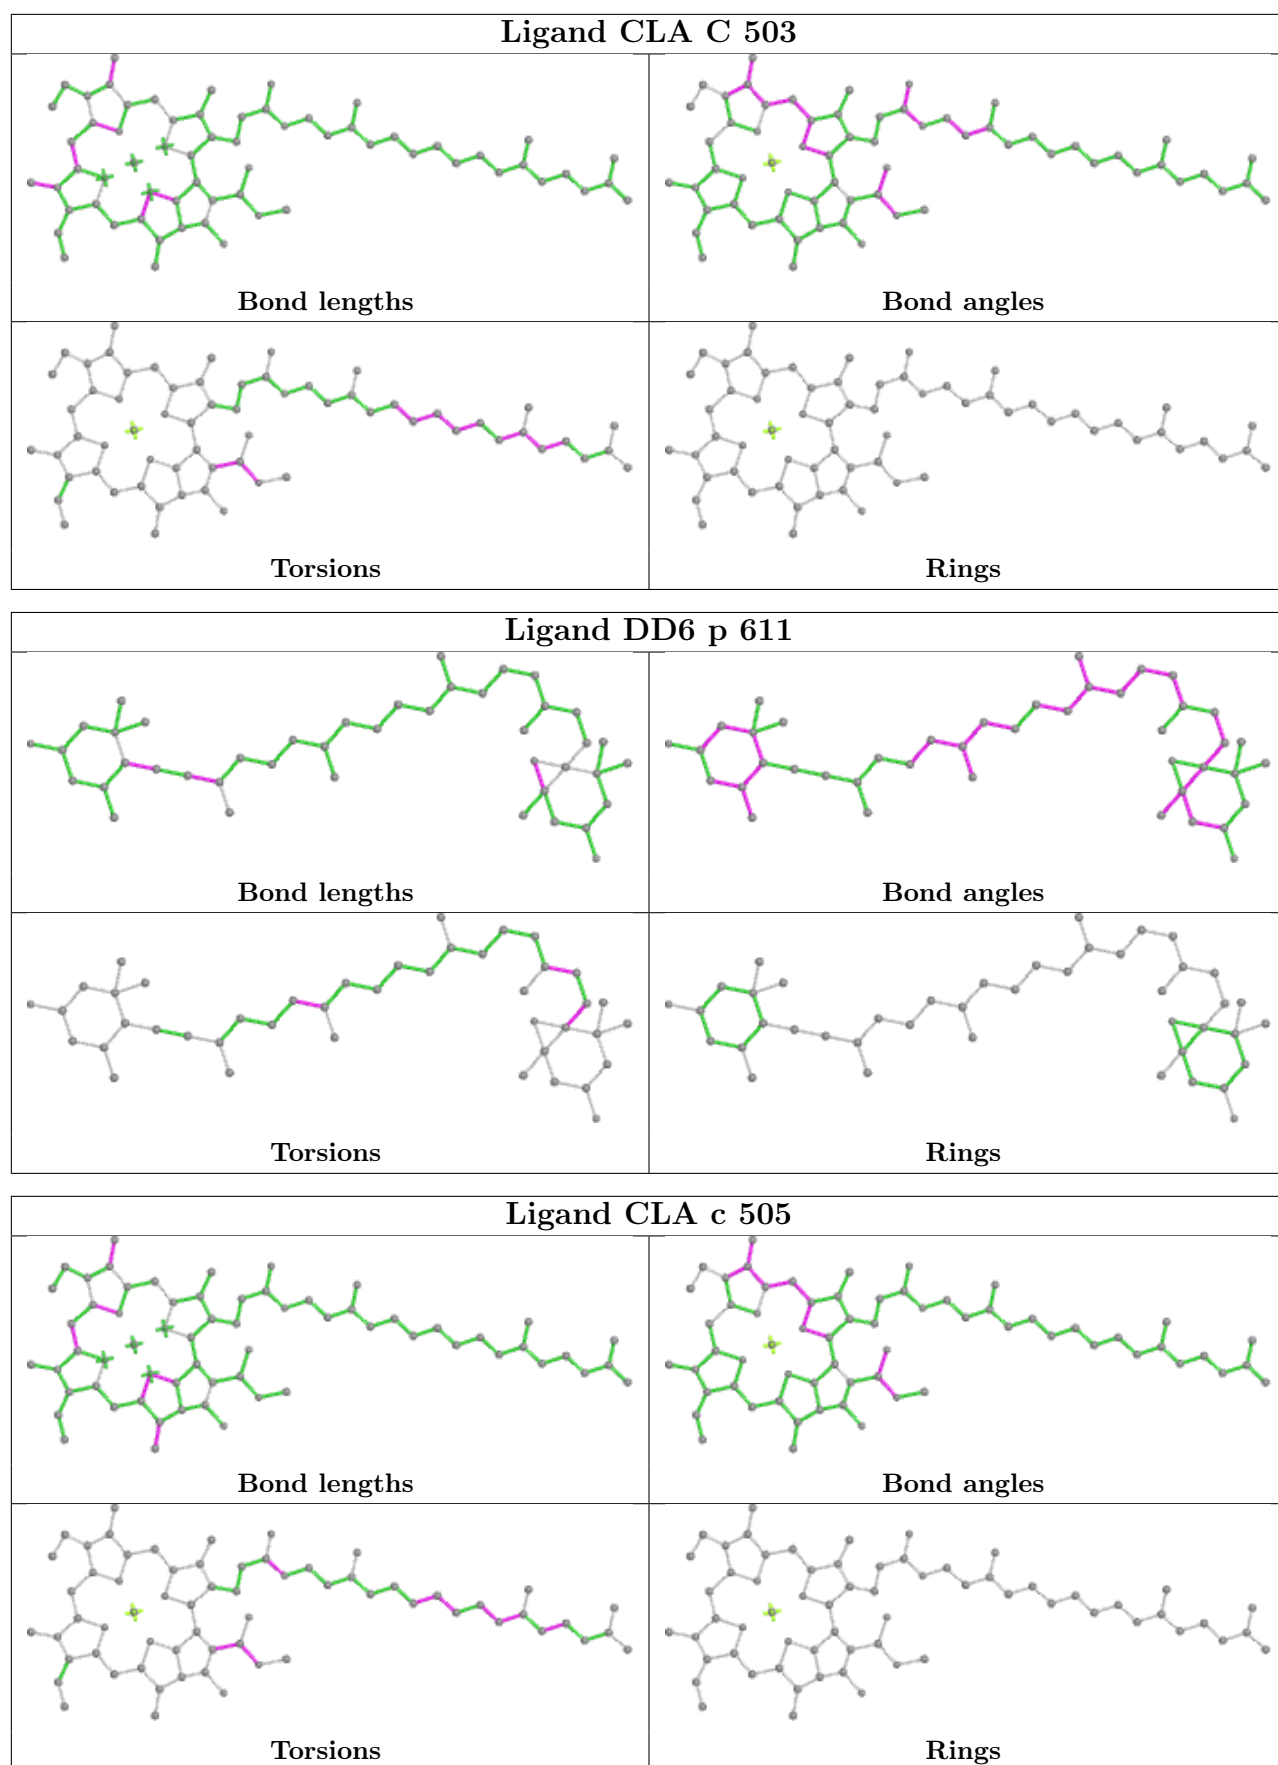 Ligand CLA C 503
Bond lengths
Bond angles
Torsions
Rings
Ligand DD6 p 611
Bond lengths
Bond angles
Torsions
Rings
Ligand CLA c 505
Bond lengths
Bond angles
Torsions
Rings